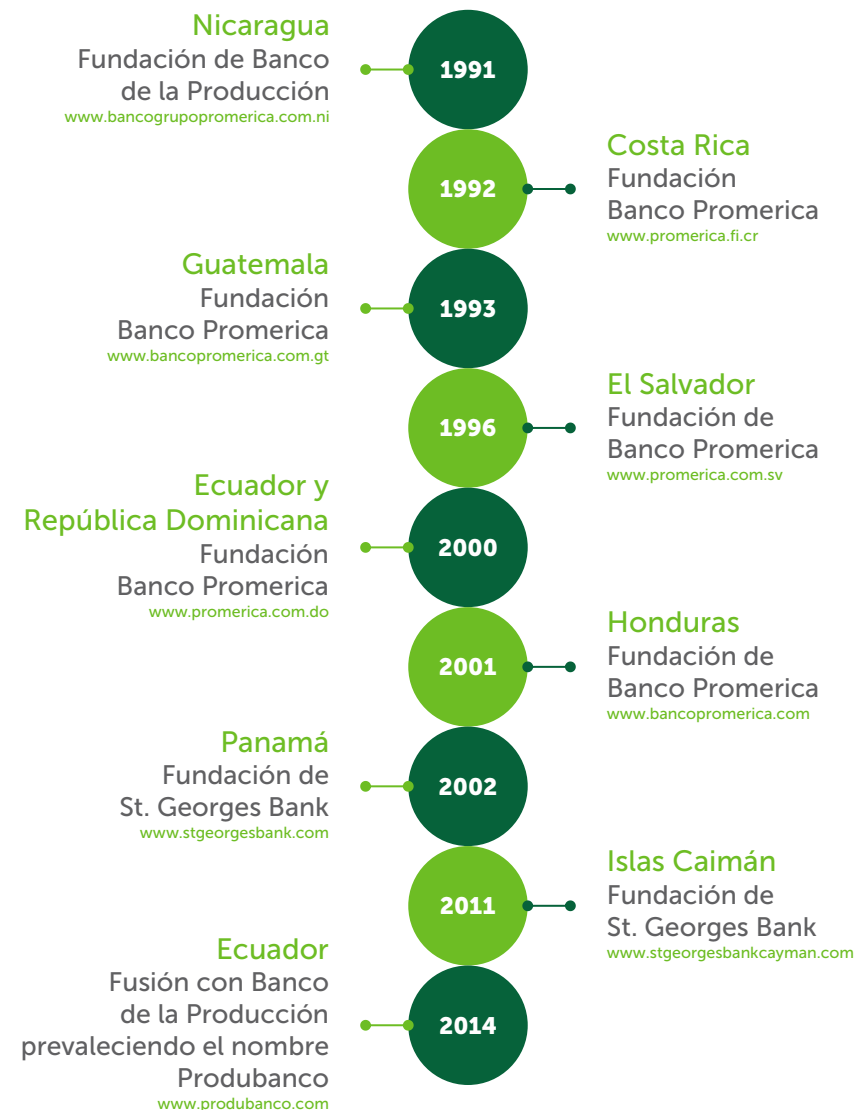 Nicaragua
Fundación de Banco
de la Producción
www.bancogrupopromerica.com.ni
1991
Costa Rica
Fundación
Banco Promerica
www.promerica.fi.cr
1992
Guatemala
Fundación
Banco Promerica
www.bancopromerica.com.gt
1993
El Salvador
Fundación de
Banco Promerica
www.promerica.com.sv
1996
Ecuador y
República Dominicana
Fundación
Banco Promerica
www.promerica.com.do
2000
Honduras
Fundación de
Banco Promerica
www.bancopromerica.com
2001
Panamá
Fundación de
St. Georges Bank
www.stgeorgesbank.com
2002
Islas Caimán
Fundación de
St. Georges Bank
www.stgeorgesbankcayman.com
2011
Ecuador
Fusión con Banco
de la Producción
prevaleciendo el nombre
Produbanco
www.produbanco.com
2014